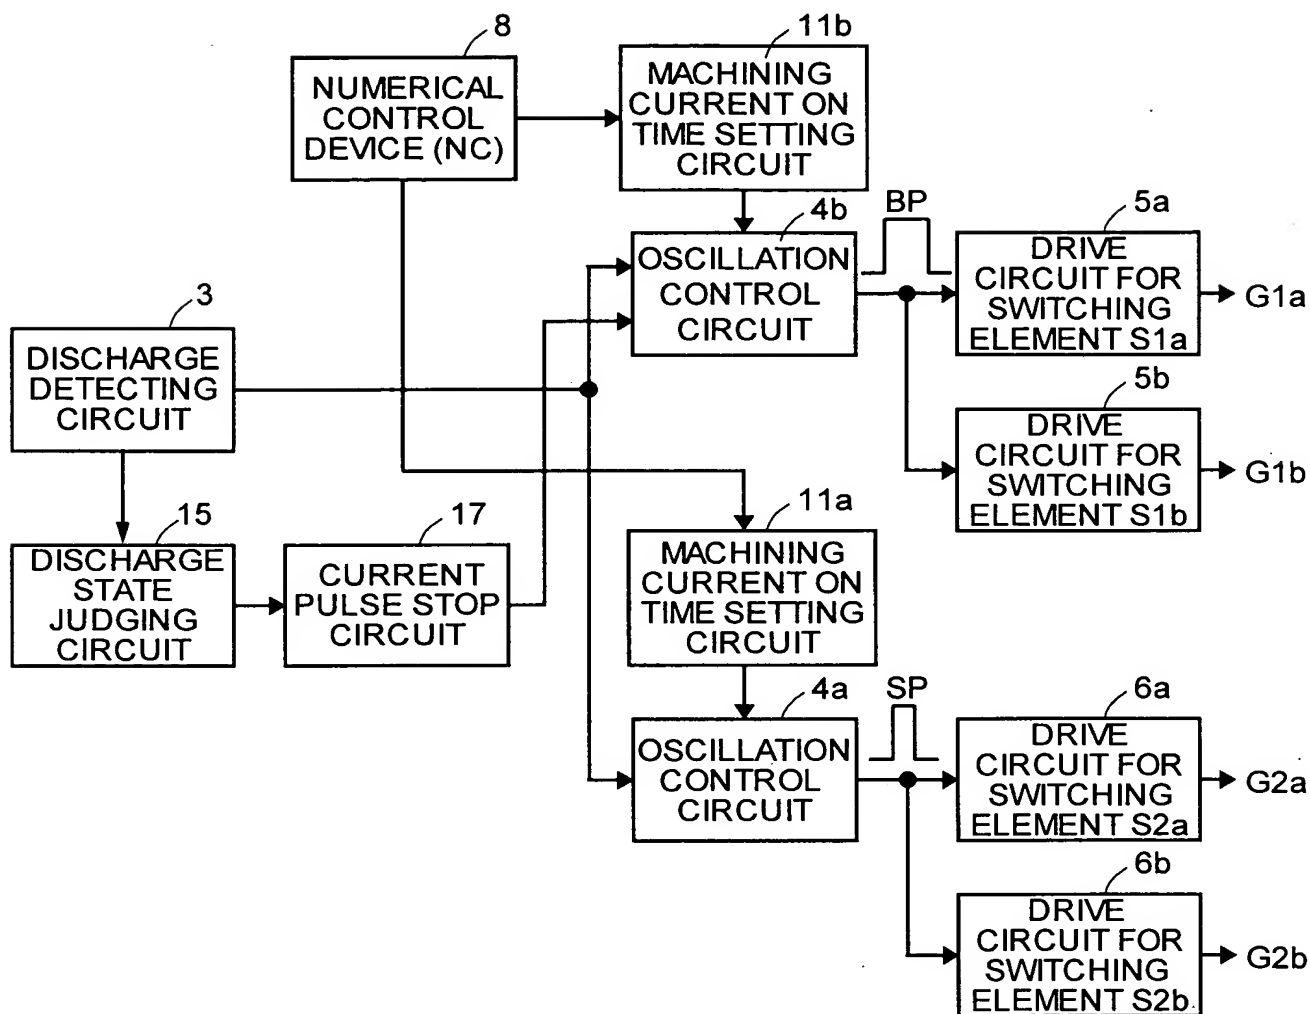 8
NUMERICAL
CONTROL
DEVICE (NC)
11b
MACHINING
CURRENT ON
TIME SETTING
CIRCUIT
3
DISCHARGE
DETECTING
CIRCUIT
4b
OSCILLATION
CONTROL
CIRCUIT
BP
5a
DRIVE
CIRCUIT FOR
SWITCHING
ELEMENT S1a
G1a
5b
DRIVE
CIRCUIT FOR
SWITCHING
ELEMENT S1b
G1b
15
DISCHARGE
STATE
JUDGING
CIRCUIT
17
CURRENT
PULSE STOP
CIRCUIT
11a
MACHINING
CURRENT ON
TIME SETTING
CIRCUIT
4a
OSCILLATION
CONTROL
CIRCUIT
SP
6a
DRIVE
CIRCUIT FOR
SWITCHING
ELEMENT S2a
G2a
6b
DRIVE
CIRCUIT FOR
SWITCHING
ELEMENT S2b
G2b